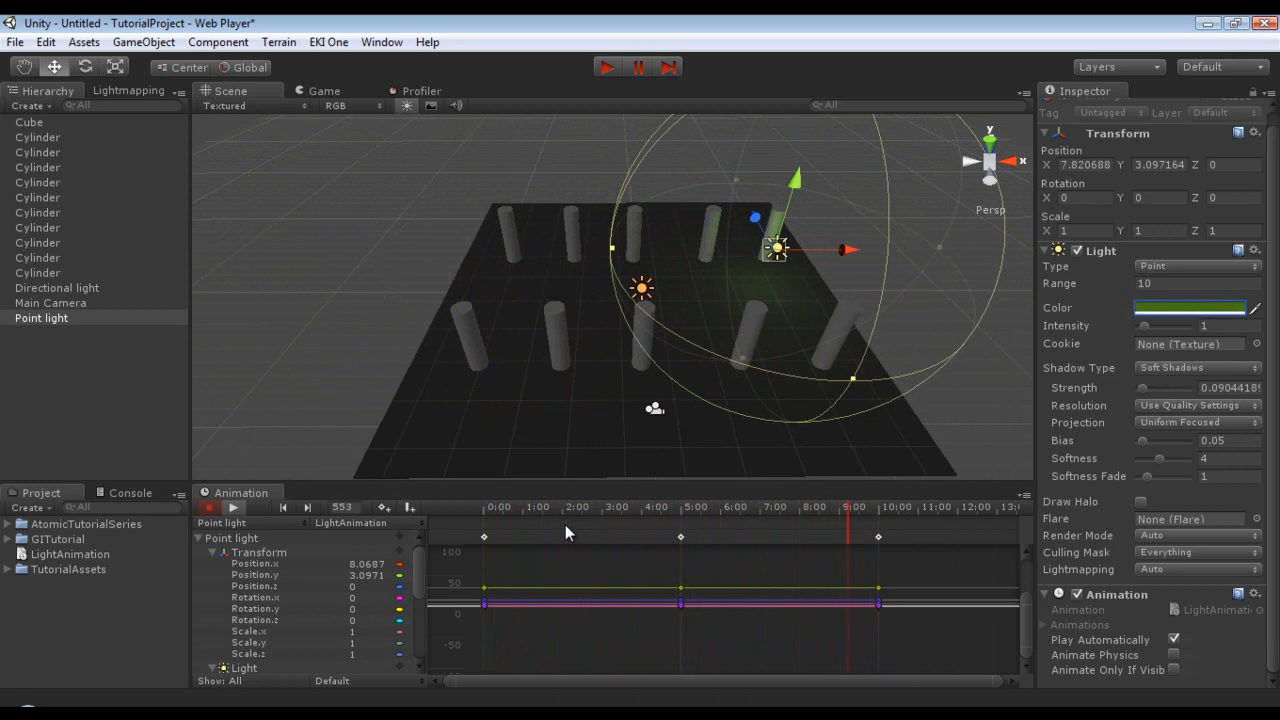 Unity - Untitled - TutorialProject - Web Player*
File Edit Assets GameObject Component Terrain EKI One Window Help
Center Global Layers Default
Hierarchy Lightmapping
Create All
Cube
Cylinder
Cylinder
Cylinder
Cylinder
Cylinder
Cylinder
Cylinder
Cylinder
Cylinder
Cylinder
Directional light
Main Camera
Point light
Scene Game Profiler
Textured RGB All
y
x
Persp
Inspector
Tag Untagged Layer Default
Transform
Position
X 7.820688 Y 3.097164 Z 0
Rotation
X 0 Y 0 Z 0
Scale
X 1 Y 1 Z 1
Light
Type Point
Range 10
Color
Intensity 1
Cookie None (Texture)
Shadow Type Soft Shadows
Strength 0.0904418
Resolution Use Quality Settings
Projection Uniform Focused
Bias 0.05
Softness 4
Softness Fade 1
Draw Halo
Flare None (Flare)
Render Mode Auto
Culling Mask Everything
Lightmapping Auto
Animation
Animation LightAnimati
Animations
Play Automatically
Animate Physics
Animate Only If Visib
Project Console
Create All
AtomicTutorialSeries
GITutorial
LightAnimation
TutorialAssets
Animation
553 0:00 1:00 2:00 3:00 4:00 5:00 6:00 7:00 8:00 9:00 10:00 11:00 12:00 13:
Point light LightAnimation
Point light
Transform
Position.x 8.0687
Position.y 3.0971
Position.z 0
Rotation.x 0
Rotation.y 0
Rotation.z 0
Scale.x 1
Scale.y 1
Scale.z 1
Light
100
50
0
-50
Show: All Default